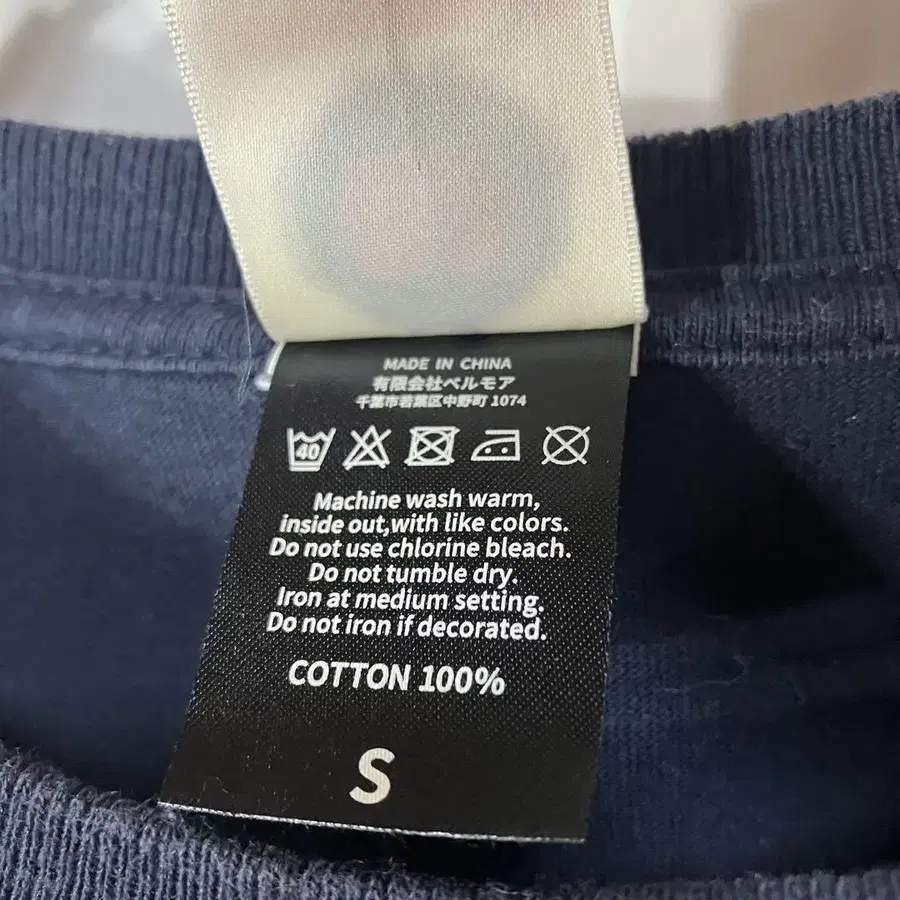 MADE IN CHINA
有限会社ベルモア
千葉市若葉区中野町 1074
40
Machine wash warm,
inside out,with like colors.
Do not use chlorine bleach.
Do not tumble dry.
Iron at medium setting.
Do not iron if decorated.
COTTON 100%
S